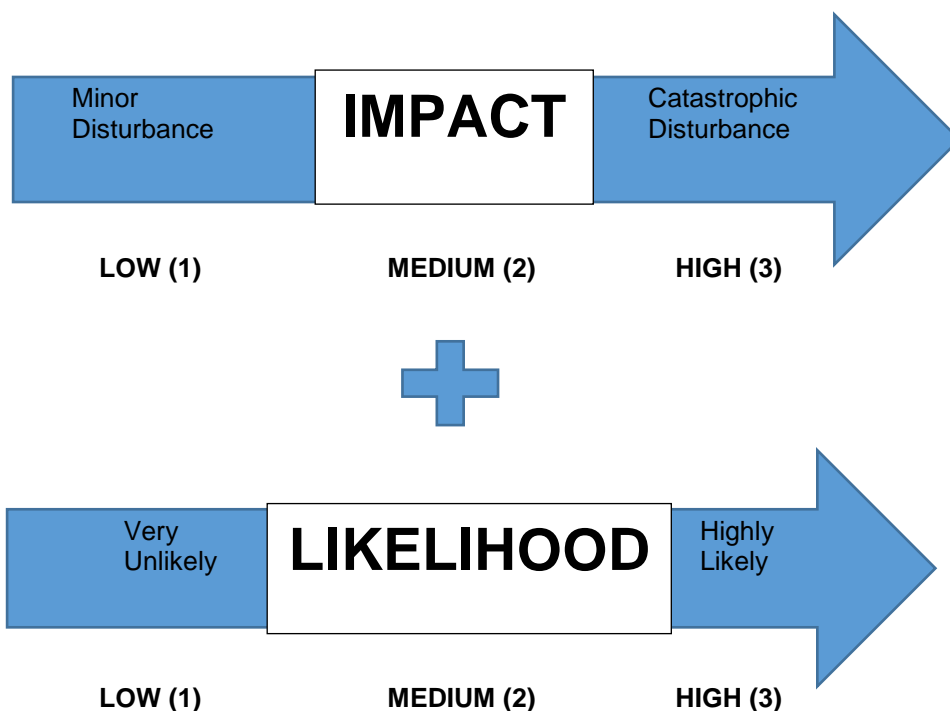 Minor
Disturbance
IMPACT
Catastrophic
Disturbance
LOW (1)
MEDIUM (2)
HIGH (3)
Very
Unlikely
LIKELIHOOD
Highly
Likely
LOW (1)
MEDIUM (2)
HIGH (3)